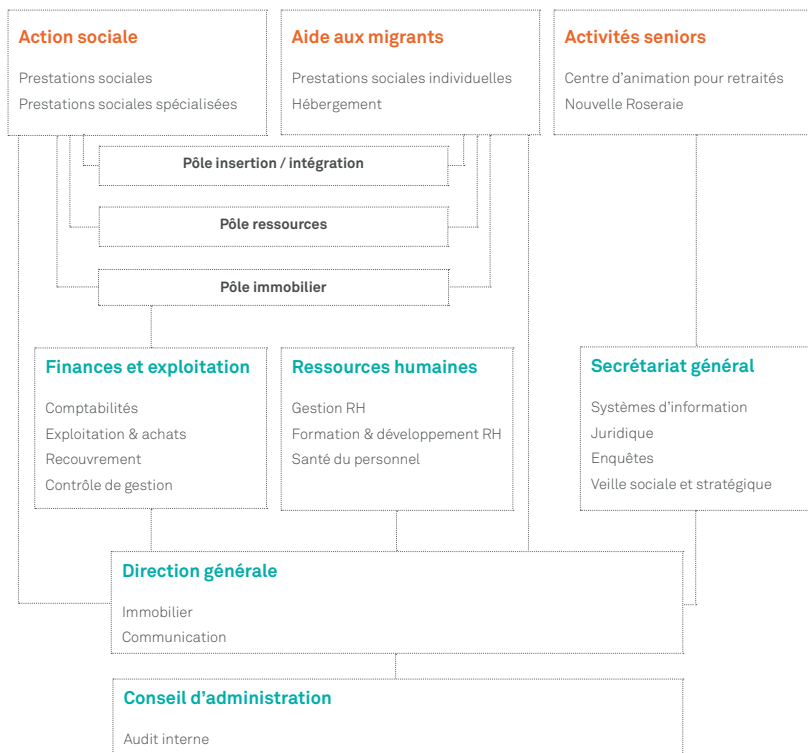 Action sociale
Prestations sociales
Prestations sociales spécialisées
Aide aux migrants
Prestations sociales individuelles
Hébergement
Activités seniors
Centre d'animation pour retraités
Nouvelle Roseraie
Pôle insertion / intégration
Pôle ressources
Pôle immobilier
Finances et exploitation
Comptabilités
Exploitation & achats
Recouvrement
Contrôle de gestion
Ressources humaines
Gestion RH
Formation & développement RH
Santé du personnel
Secrétariat général
Systèmes d'information
Juridique
Enquêtes
Veille sociale et stratégique
Direction générale
Immobilier
Communication
Conseil d'administration
Audit interne